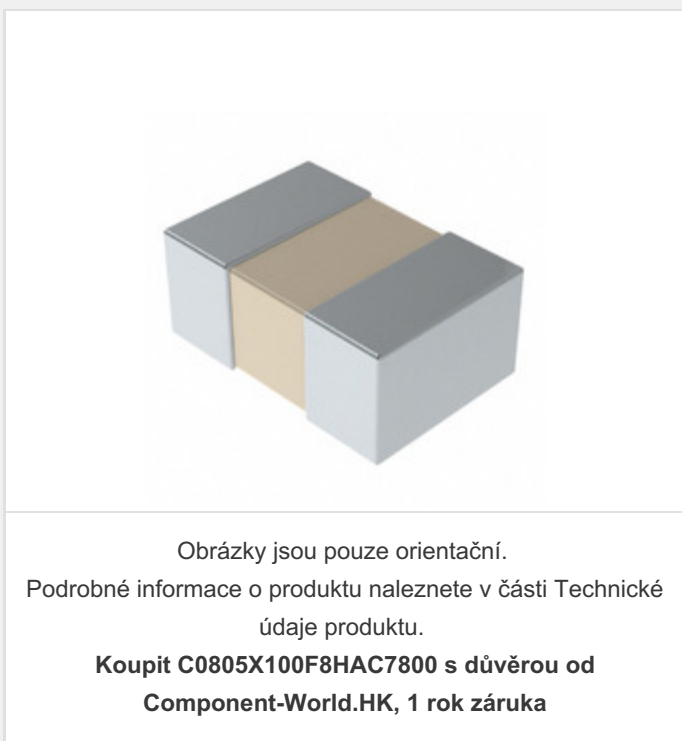 Obrázky jsou pouze orientační.
Podrobné informace o produktu naleznete v části Technické
údaje produktu.
Koupit C0805X100F8HAC7800 s důvěrou od
Component-World.HK, 1 rok záruka